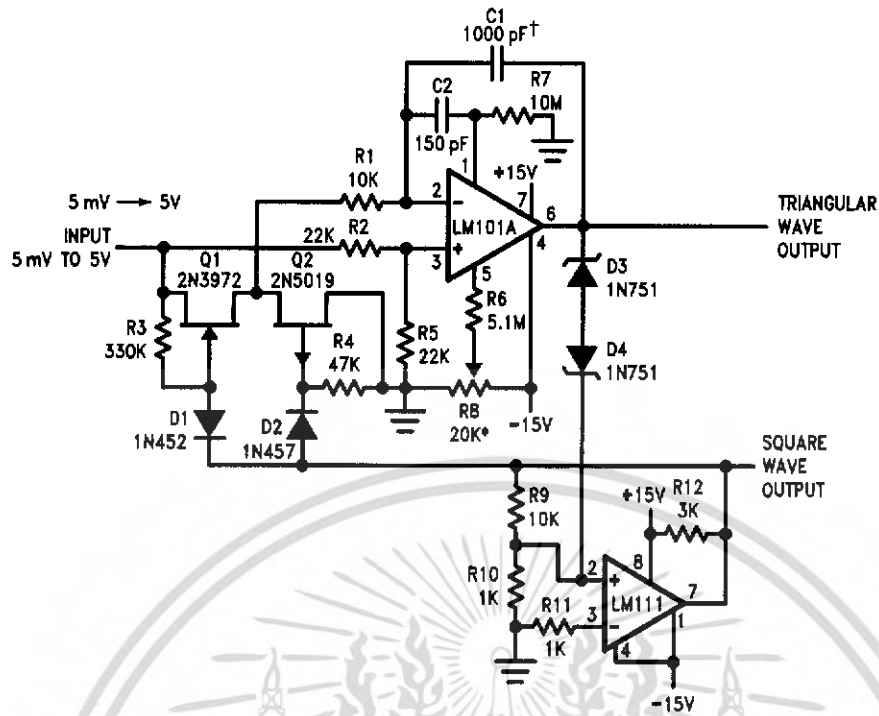 C1
1000 pF†
C2
150 pF
R7
10M
R1
10K
5 mV → 5V
INPUT
5 mV TO 5V
22K
R2
+15V
1
2
−
LM101A
7
6
4
3
+
5
TRIANGULAR
WAVE
OUTPUT
Q1
2N3972
Q2
2N5019
R3
330K
R4
47K
R5
22K
R6
5.1M
D3
1N751
D4
1N751
R8
20K*
−15V
D1
1N452
D2
1N457
SQUARE
WAVE
OUTPUT
R9
10K
+15V
R12
3K
R10
1K
R11
1K
2
+
8
LM111
7
3
−
1
4
−15V